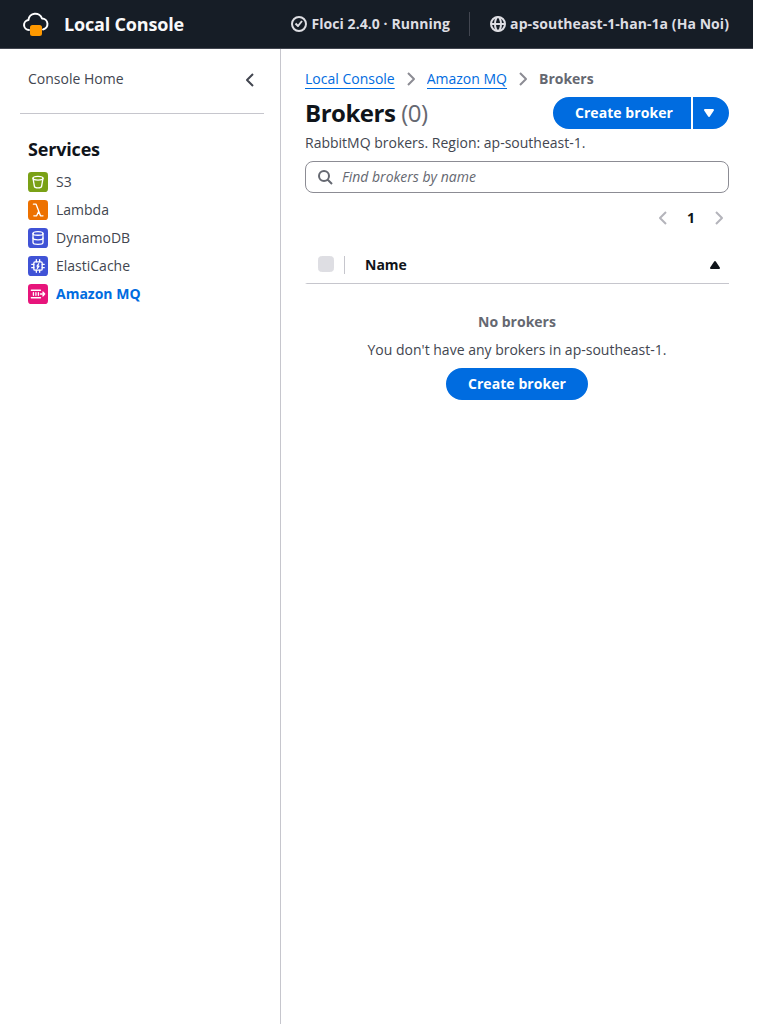 Local Console
Floci 2.4.0 · Running
ap-southeast-1-han-1a (Ha Noi)
Console Home
Services
S3
Lambda
DynamoDB
ElastiCache
Amazon MQ
Local Console
Amazon MQ
Brokers
Brokers (0)
Create broker
RabbitMQ brokers. Region: ap-southeast-1.
Find brokers by name
1
Name
No brokers
You don't have any brokers in ap-southeast-1.
Create broker